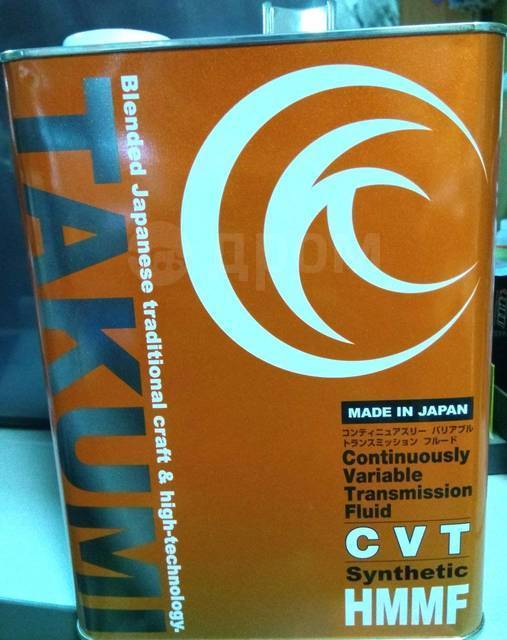 TAKUMI
Blended Japanese traditional craft & high-technology.
дром
MADE IN JAPAN
コンティニュアスリー バリアブル
トランスミッション フルード
Continuously
Variable
Transmission
Fluid
CVT
Synthetic
HMMF